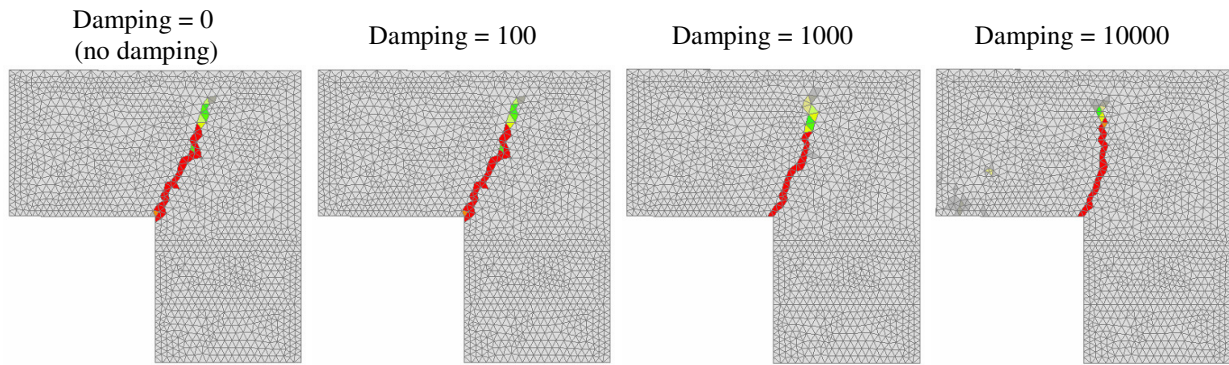 Damping = 0
(no damping)
Damping = 100
Damping = 1000
Damping = 10000